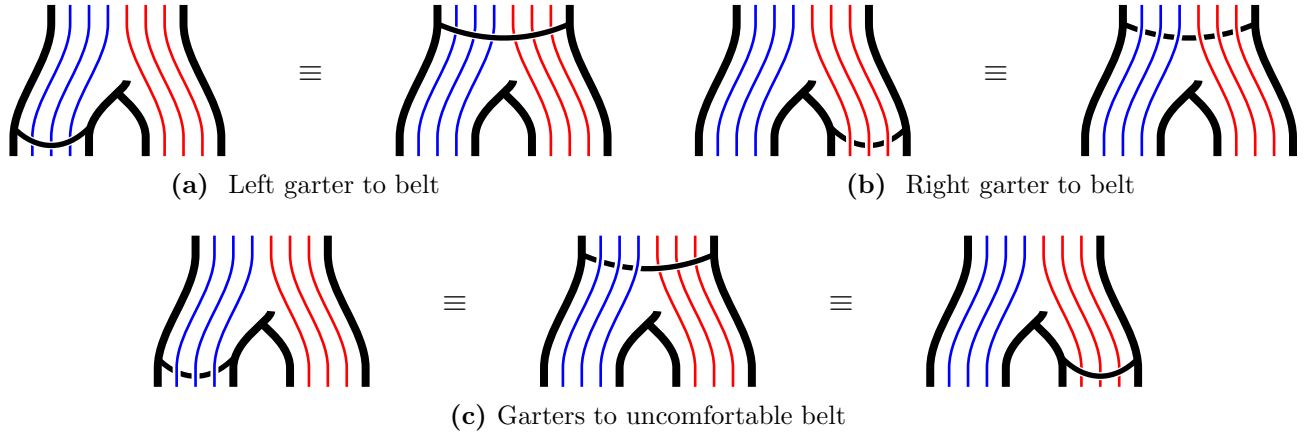 ≡ ≡
(a) Left garter to belt
(b) Right garter to belt
≡ ≡
(c) Garters to uncomfortable belt